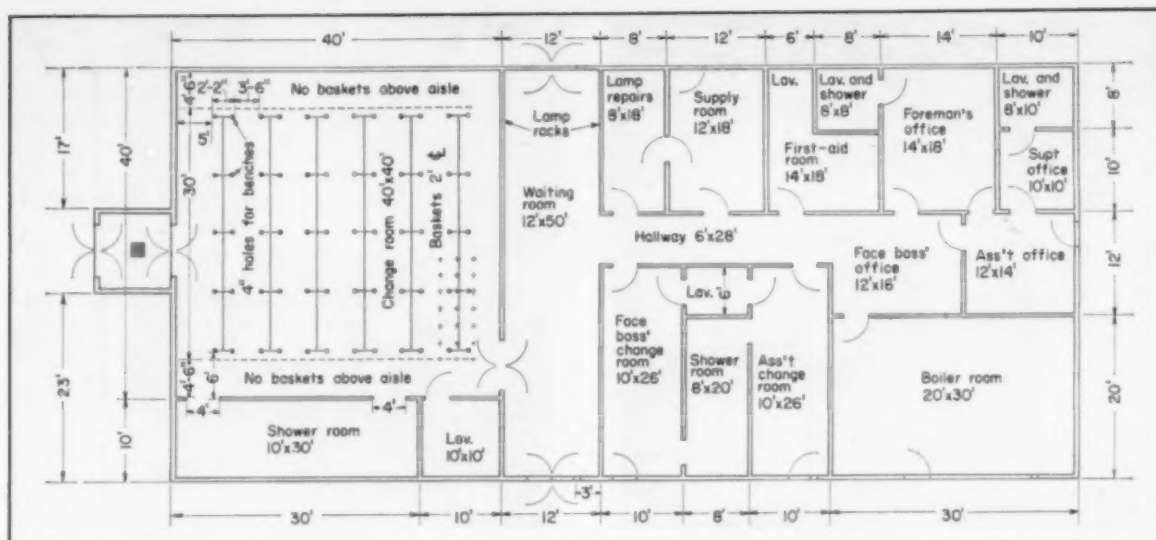 40'
12'
8'
12'
6'
8'
14'
10'
17'
40'
23'
10'
4'-6"
2'-2"
3'-6"
No baskets above aisle
5'
30'
4" holes for benches
Change room 40'x40'
Baskets 2' ℄
4'-6"
6'
No baskets above aisle
4'
4'
Shower room
10'x30'
Lav.
10'x10'
Lamp
racks
Waiting
room
12'x50'
Lamp
repairs
8'x18'
Supply
room
12'x18'
Lav.
Lav. and
shower
8'x8'
First-aid
room
14'x18'
Foreman's
office
14'x18'
Lav. and
shower
8'x10'
Supt office
10'x10'
Hallway 6'x28'
Face boss'
office
12'x16'
Ass't office
12'x14'
Lav.
6'
Face
boss'
change
room
10'x26'
Shower
room
8'x20'
Ass't
change
room
10'x26'
Boiler room
20'x30'
8'
10'
12'
20'
3'
30'
10'
12'
10'
8'
10'
30'